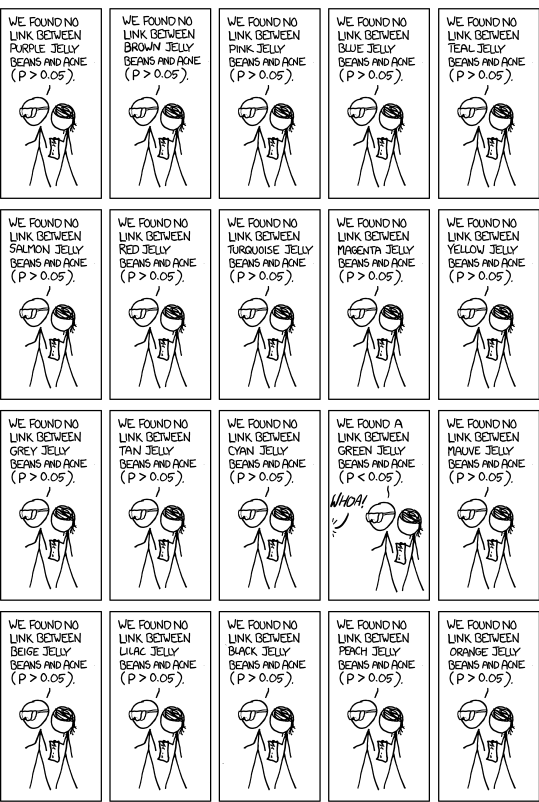 WE FOUND NO
LINK BETWEEN
PURPLE JELLY
BEANS AND ACNE
(P > 0.05).
WE FOUND NO
LINK BETWEEN
BROWN JELLY
BEANS AND ACNE
(P > 0.05).
WE FOUND NO
LINK BETWEEN
PINK JELLY
BEANS AND ACNE
(P > 0.05).
WE FOUND NO
LINK BETWEEN
BLUE JELLY
BEANS AND ACNE
(P > 0.05).
WE FOUND NO
LINK BETWEEN
TEAL JELLY
BEANS AND ACNE
(P > 0.05).
WE FOUND NO
LINK BETWEEN
SALMON JELLY
BEANS AND ACNE
(P > 0.05).
WE FOUND NO
LINK BETWEEN
RED JELLY
BEANS AND ACNE
(P > 0.05).
WE FOUND NO
LINK BETWEEN
TURQUOISE JELLY
BEANS AND ACNE
(P > 0.05).
WE FOUND NO
LINK BETWEEN
MAGENTA JELLY
BEANS AND ACNE
(P > 0.05).
WE FOUND NO
LINK BETWEEN
YELLOW JELLY
BEANS AND ACNE
(P > 0.05).
WE FOUND NO
LINK BETWEEN
GREY JELLY
BEANS AND ACNE
(P > 0.05).
WE FOUND NO
LINK BETWEEN
TAN JELLY
BEANS AND ACNE
(P > 0.05).
WE FOUND NO
LINK BETWEEN
CYAN JELLY
BEANS AND ACNE
(P > 0.05).
WE FOUND A
LINK BETWEEN
GREEN JELLY
BEANS AND ACNE
(P < 0.05).
WHOA!
WE FOUND NO
LINK BETWEEN
MAUVE JELLY
BEANS AND ACNE
(P > 0.05).
WE FOUND NO
LINK BETWEEN
BEIGE JELLY
BEANS AND ACNE
(P > 0.05).
WE FOUND NO
LINK BETWEEN
LILAC JELLY
BEANS AND ACNE
(P > 0.05).
WE FOUND NO
LINK BETWEEN
BLACK JELLY
BEANS AND ACNE
(P > 0.05).
WE FOUND NO
LINK BETWEEN
PEACH JELLY
BEANS AND ACNE
(P > 0.05).
WE FOUND NO
LINK BETWEEN
ORANGE JELLY
BEANS AND ACNE
(P > 0.05).